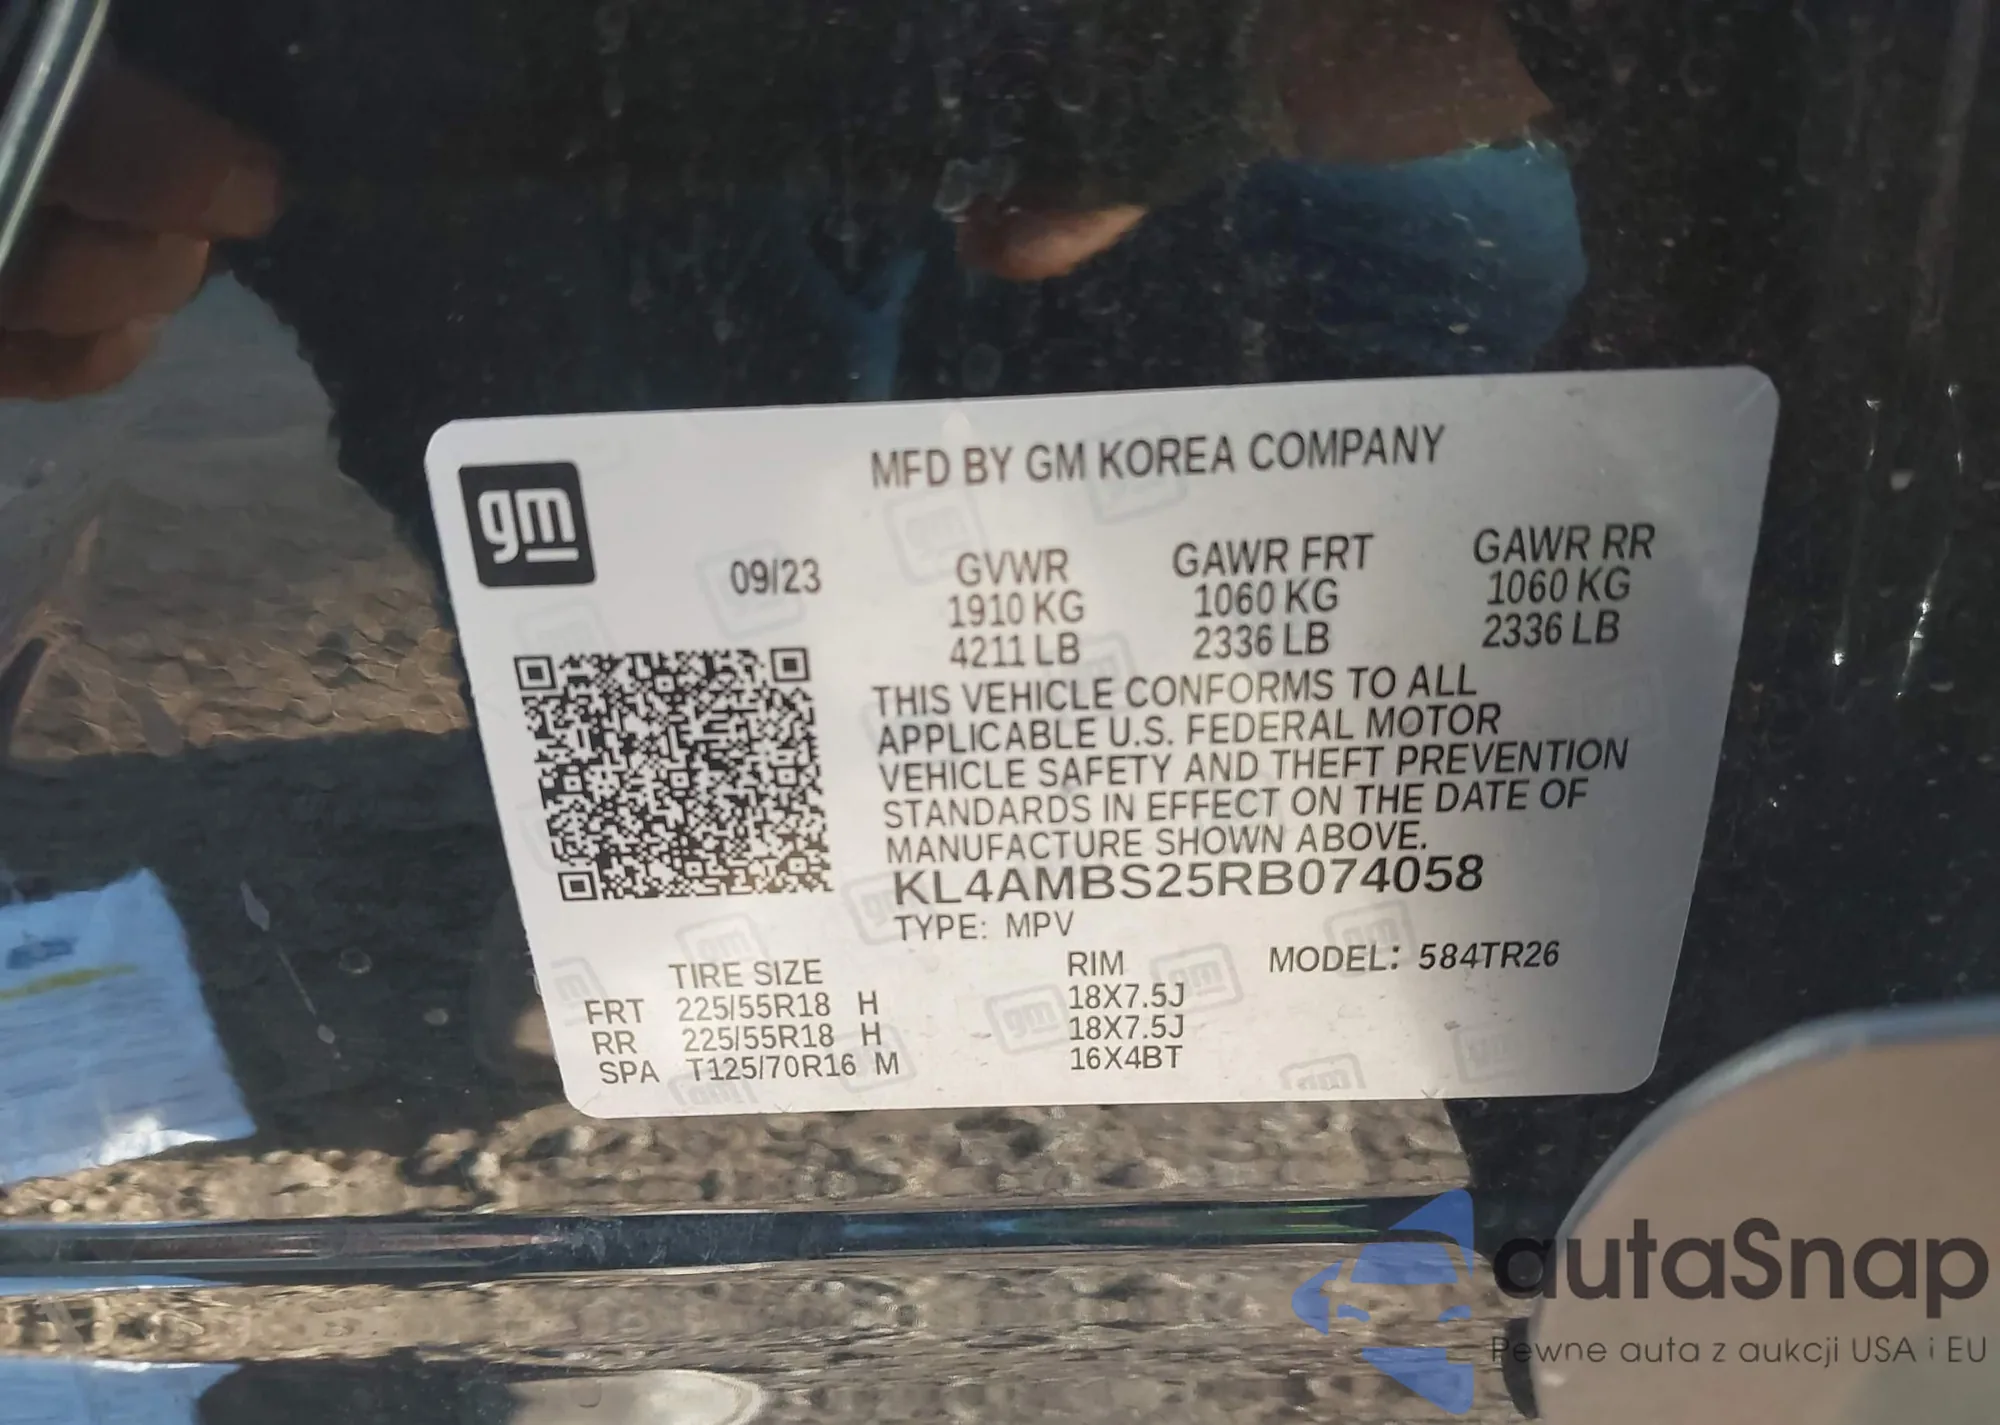 MFD BY GM KOREA COMPANY
gm
09/23 GVWR GAWR FRT GAWR RR
1910 KG 1060 KG 1060 KG
4211 LB 2336 LB 2336 LB
THIS VEHICLE CONFORMS TO ALL
APPLICABLE U.S. FEDERAL MOTOR
VEHICLE SAFETY AND THEFT PREVENTION
STANDARDS IN EFFECT ON THE DATE OF
MANUFACTURE SHOWN ABOVE.
KL4AMBS25RB074058
TYPE: MPV
TIRE SIZE RIM MODEL: 584TR26
FRT 225/55R18 H 18X7.5J
RR 225/55R18 H 18X7.5J
SPA T125/70R16 M 16X4BT
autaSnap
Pewne auta z aukcji USA i EU